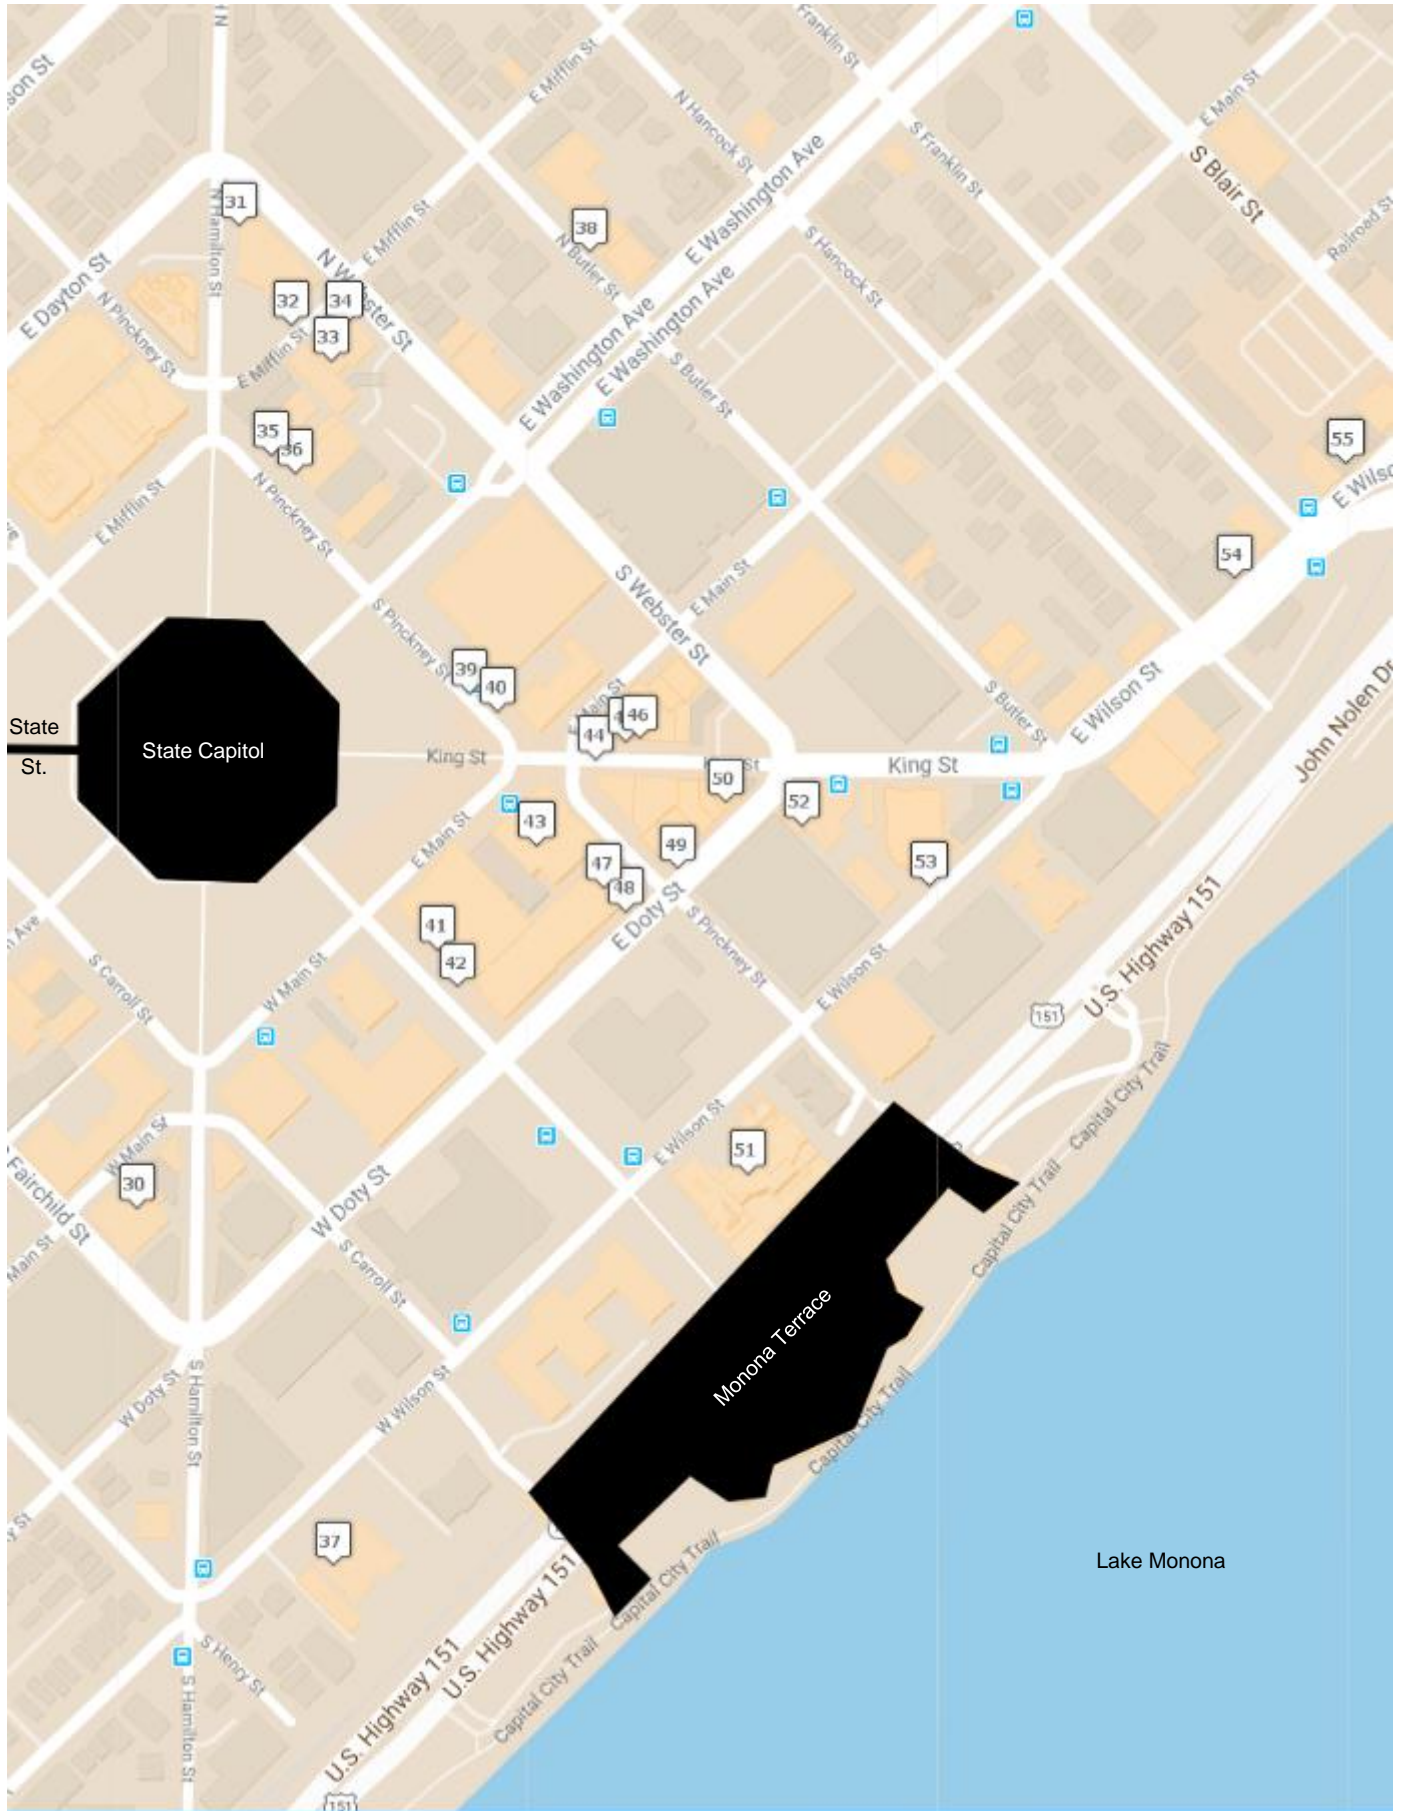 Franklin St
son St
E Mifflin St
N Hancock St
E Main St
S Franklin St
E Washington Ave
S Blair St
31
N Hamilton St
E Mifflin St
38
N Butler St
S Hancock St
Railroad St
E Dayton St
N Pinckney St
32
34
33
E Mifflin St
E Washington Ave
E Washington Ave
S Butler St
35
36
55
E Mifflin St
N Pinckney St
54
S Webster St
E Main St
S Pinckney St
39
40
E Main St
46
44
S Butler St
E Wilson St
John Nolen Dr
State
St.
State Capitol
King St
King St
50
52
43
E Main St
49
47
48
53
41
42
E Doty St
S Pinckney St
U.S. Highway 151
S Carroll St
W Main St
E Wilson St
151
Capital City Trail
W Main St
E Wilson St
51
30
Fairchild St
W Doty St
Main St
S Carroll St
Capital City Trail
Monona Terrace
S Hamilton St
W Doty St
W Wilson St
Capital City Trail
37
Lake Monona
Capital City Trail
U.S. Highway 151
S Henry St
S Hamilton St
Capital City Trail
U.S. Highway 151
151